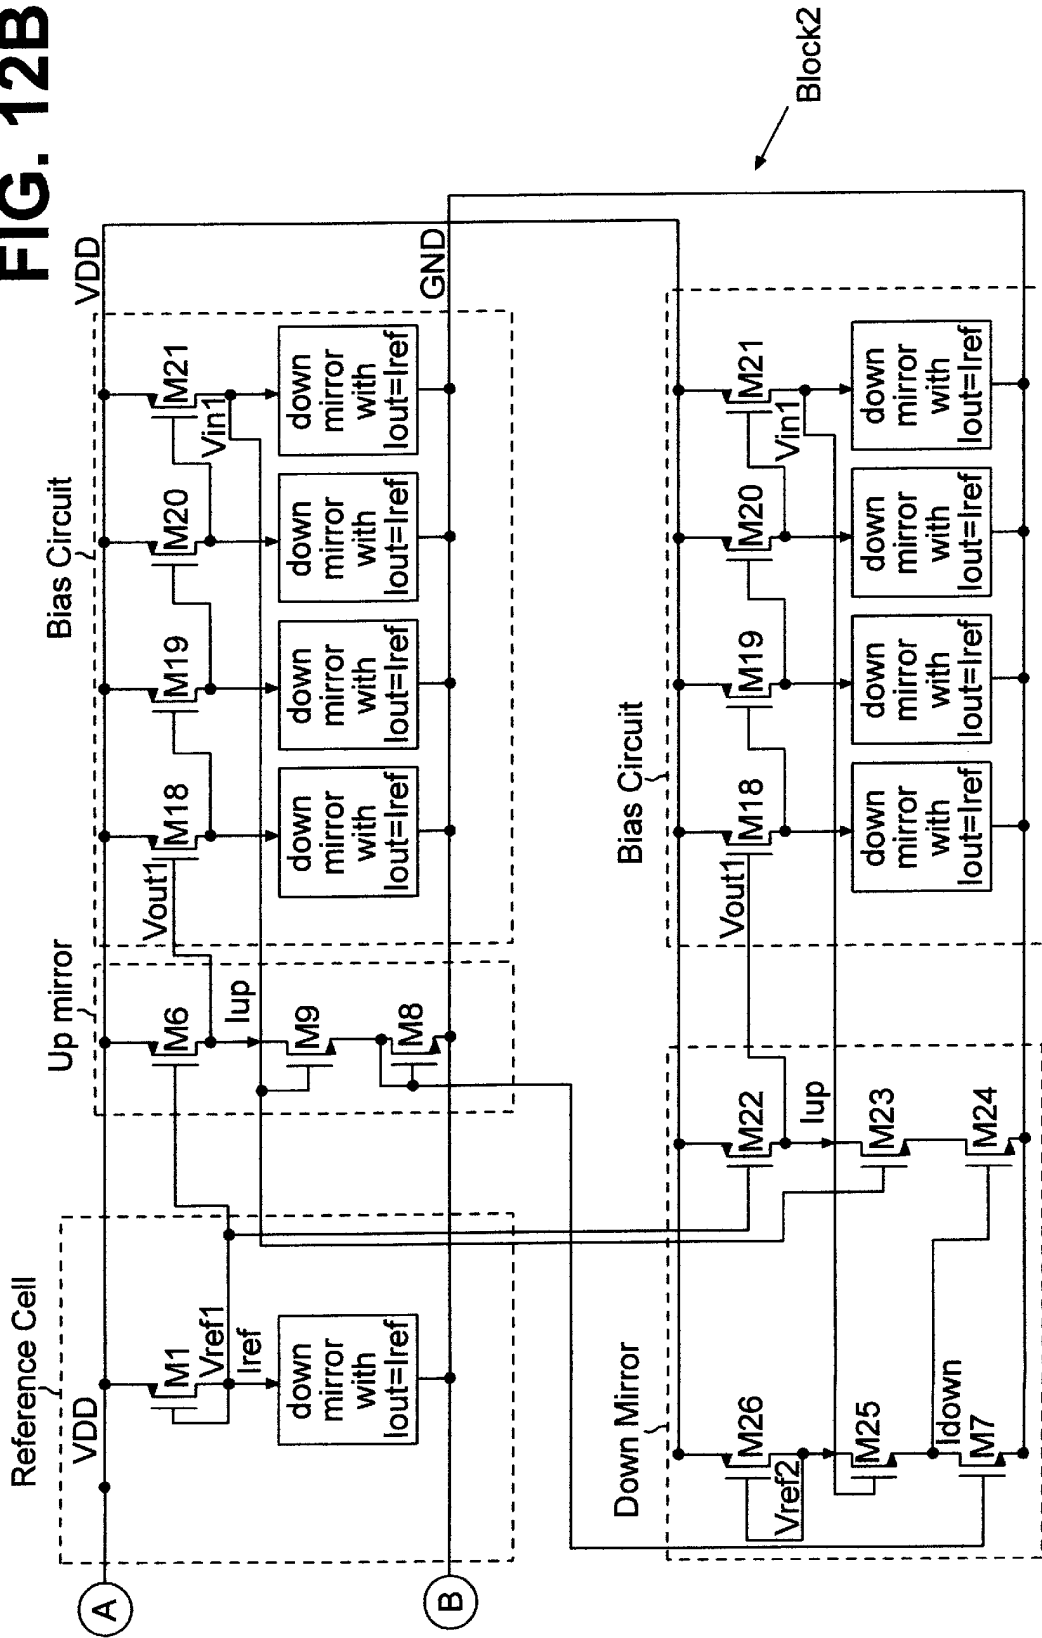 FIG. 12B
Reference Cell
VDD
M1
Vref1
Iref
down
mirror
with
Iout=Iref
A
B
Up mirror
M6
Iup
M9
M8
Bias Circuit
VDD
Vout1
M18
M19
M20
M21
Vin1
down
mirror
with
Iout=Iref
down
mirror
with
Iout=Iref
down
mirror
with
Iout=Iref
down
mirror
with
Iout=Iref
GND
Block2
Down Mirror
M26
Vref2
M25
Idown
M7
M22
Iup
M23
M24
Bias Circuit
Vout1
M18
M19
M20
M21
Vin1
down
mirror
with
Iout=Iref
down
mirror
with
Iout=Iref
down
mirror
with
Iout=Iref
down
mirror
with
Iout=Iref